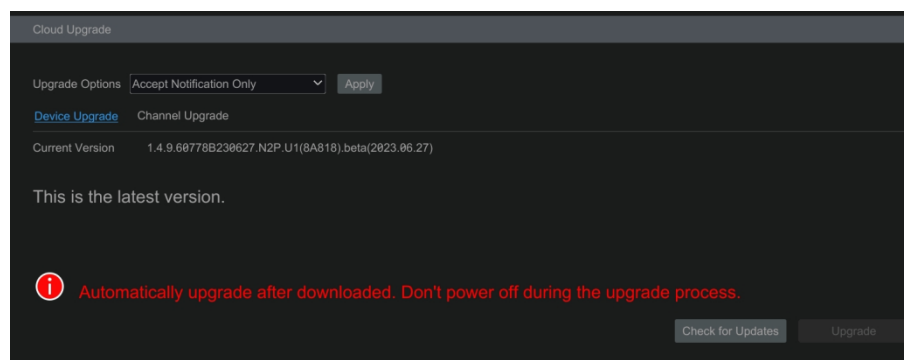 Cloud Upgrade
Upgrade Options Accept Notification Only Apply
Device Upgrade Channel Upgrade
Current Version 1.4.9.60778B230627.N2P.U1(8A818).beta(2023.06.27)
This is the latest version.
Automatically upgrade after downloaded. Don't power off during the upgrade process.
Check for Updates Upgrade